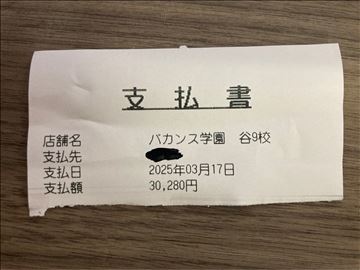 支払書
店舗名 バカンス学園 谷9校
支払先
支払日 2025年03月17日
支払額 30,280円